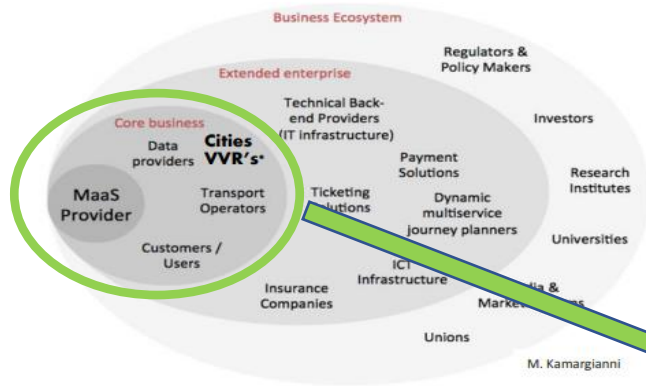 Business Ecosystem
Regulators &
Policy Makers
Extended enterprise
Technical Back-
end Providers
(IT infrastructure)
Investors
Core business
Data
providers
Cities
VVR's*
Payment
Solutions
Research
Institutes
MaaS
Provider
Transport
Operators
Ticketing
Solutions
Dynamic
multiservice
journey planners
Universities
Customers /
Users
ICT
Infrastructure
Insurance
Companies
&
Unions
M. Kamargianni